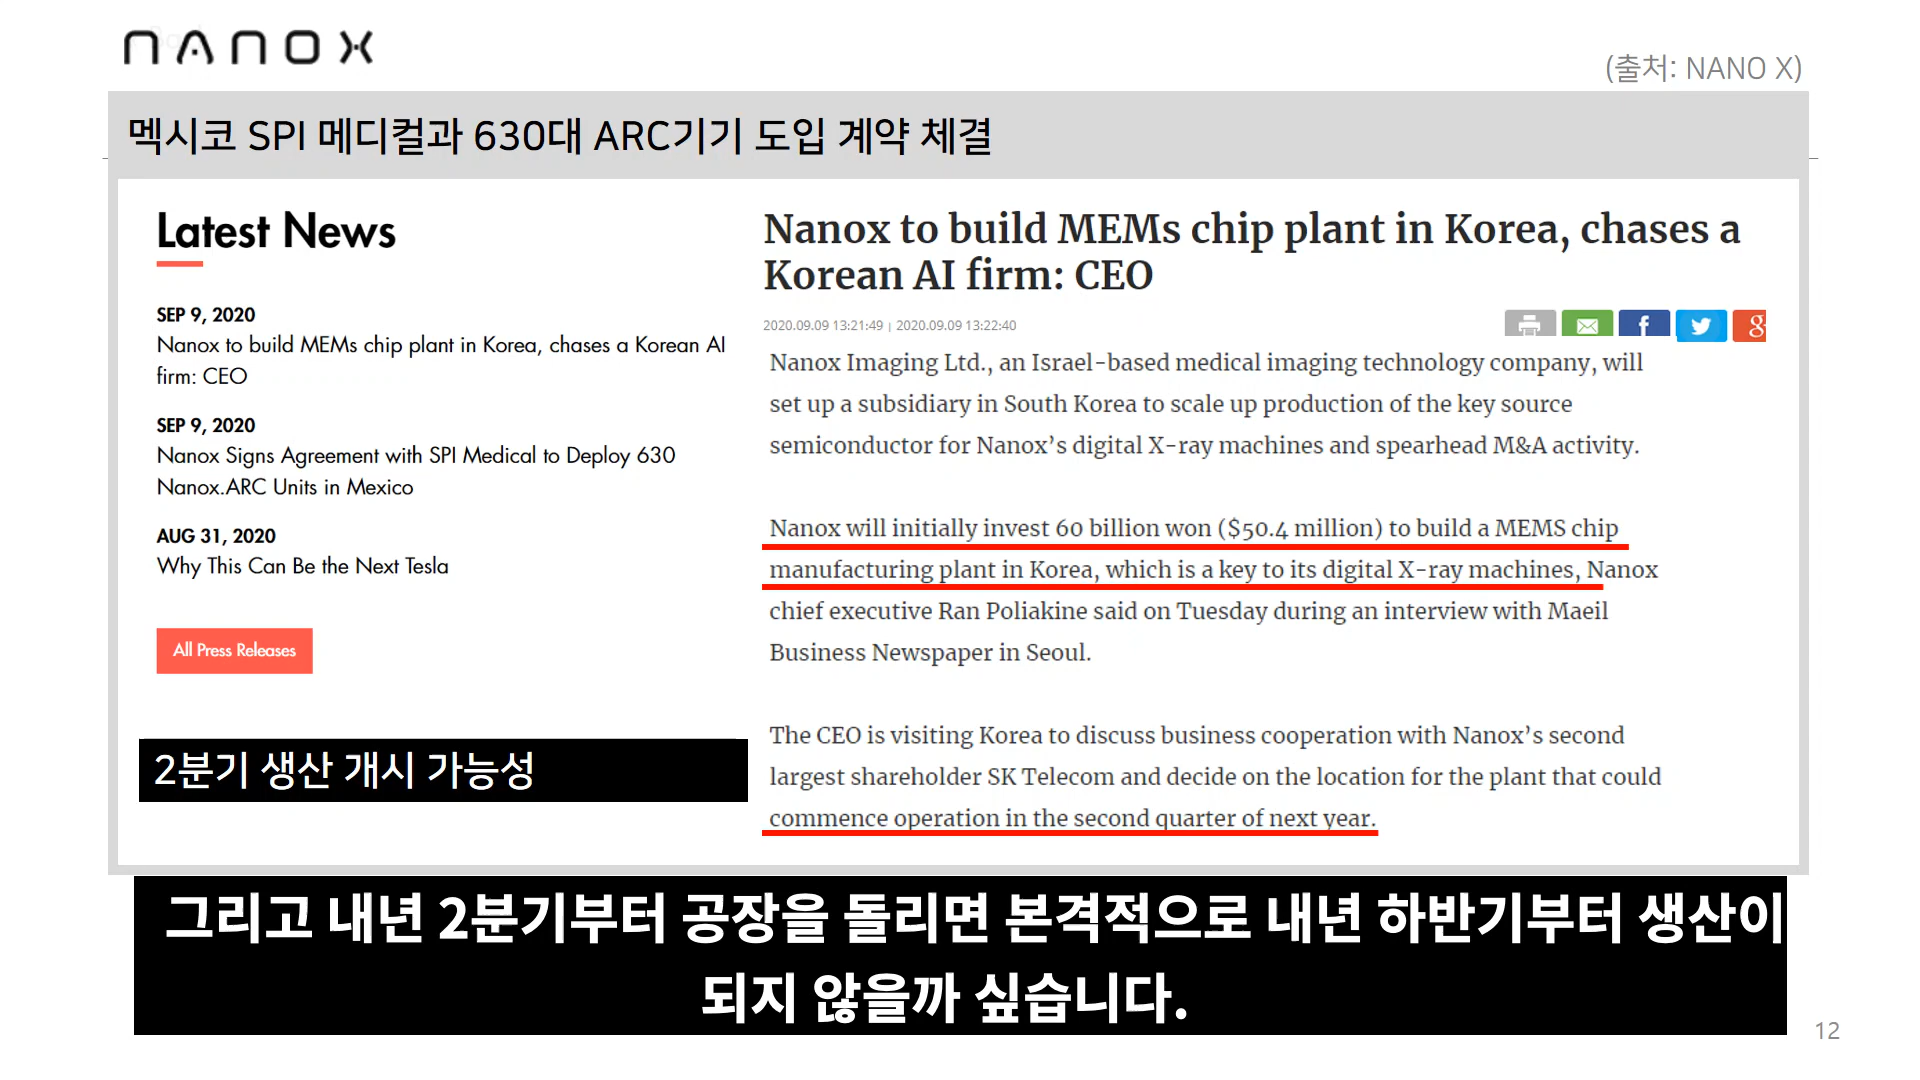 NANOX
(출처: NANO X)
멕시코 SPI 메디컬과 630대 ARC기기 도입 계약 체결
Latest News
SEP 9, 2020
Nanox to build MEMs chip plant in Korea, chases a Korean AI
firm: CEO
SEP 9, 2020
Nanox Signs Agreement with SPI Medical to Deploy 630
Nanox.ARC Units in Mexico
AUG 31, 2020
Why This Can Be the Next Tesla
All Press Releases
2분기 생산 개시 가능성
Nanox to build MEMs chip plant in Korea, chases a
Korean AI firm: CEO
2020.09.09 13:21:49 | 2020.09.09 13:22:40
Nanox Imaging Ltd., an Israel-based medical imaging technology company, will
set up a subsidiary in South Korea to scale up production of the key source
semiconductor for Nanox’s digital X-ray machines and spearhead M&A activity.
Nanox will initially invest 60 billion won ($50.4 million) to build a MEMS chip
manufacturing plant in Korea, which is a key to its digital X-ray machines, Nanox
chief executive Ran Poliakine said on Tuesday during an interview with Maeil
Business Newspaper in Seoul.
The CEO is visiting Korea to discuss business cooperation with Nanox’s second
largest shareholder SK Telecom and decide on the location for the plant that could
commence operation in the second quarter of next year.
그리고 내년 2분기부터 공장을 돌리면 본격적으로 내년 하반기부터 생산이
되지 않을까 싶습니다.
12